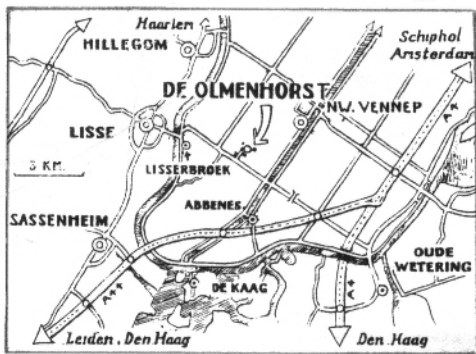 Haarlem
HILLEGOM
Schiphol
Amsterdam
DE OLMENHORST
NW. VENNEP
LISSE
LISSERBROEK
3 KM.
ABBENES
SASSENHEIM
OUDE
WETERING
DE KAAG
Leiden, Den Haag
Den Haag